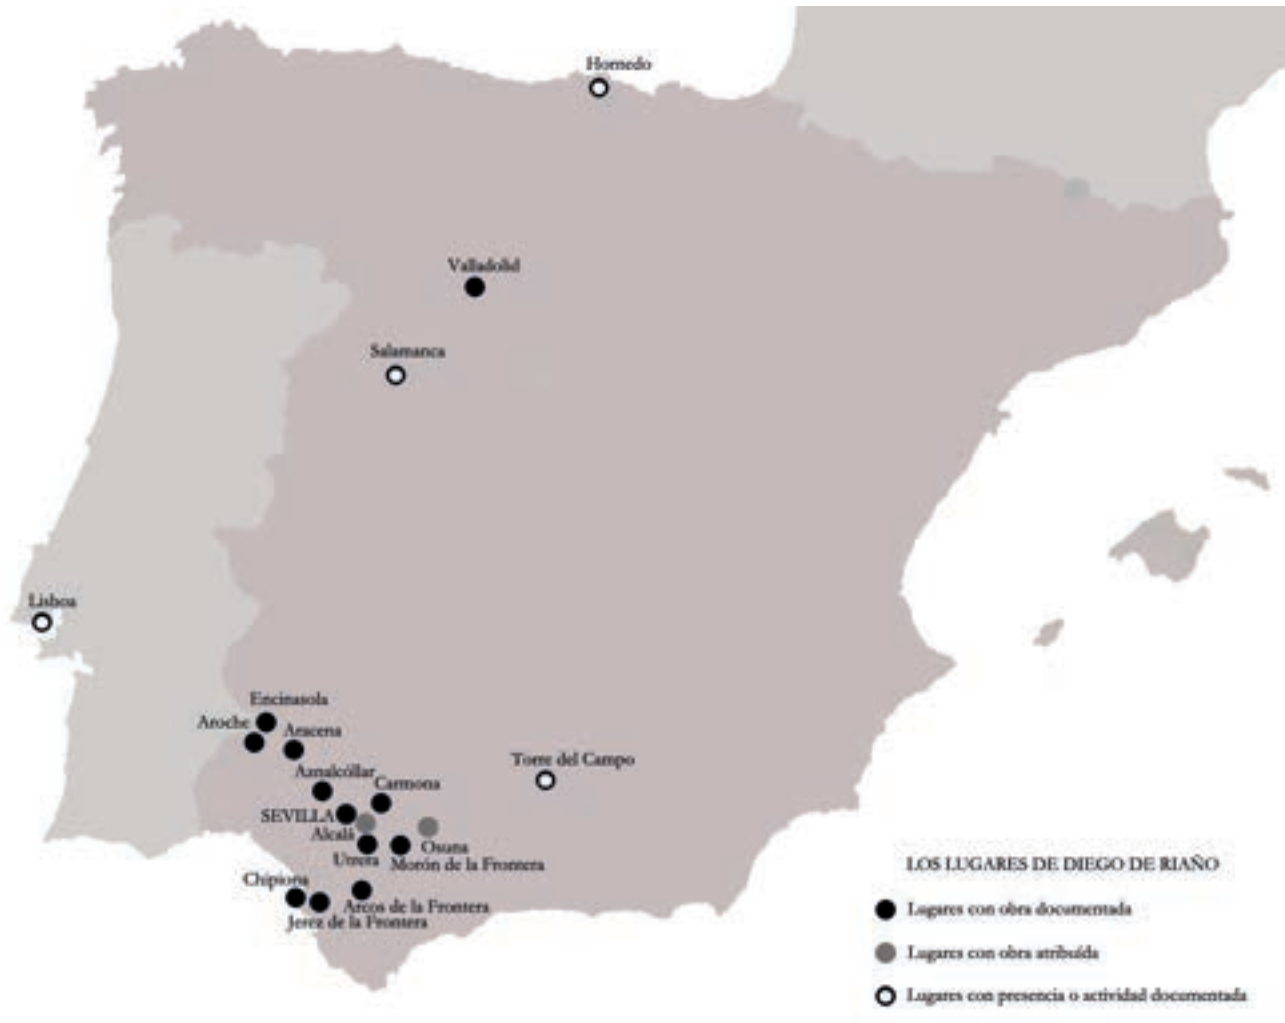 Hornedo
Valladolid
Salamanca
Lisboa
Encinasola
Aroche
Aracena
Torre del Campo
Aznalcóllar
Carmona
SEVILLA
Alcalá
Osuna
Utrera
Morón de la Frontera
Chipiona
Arcos de la Frontera
Jerez de la Frontera
LOS LUGARES DE DIEGO DE RIAÑO
Lugares con obra documentada
Lugares con obra atribuída
Lugares con presencia o actividad documentada